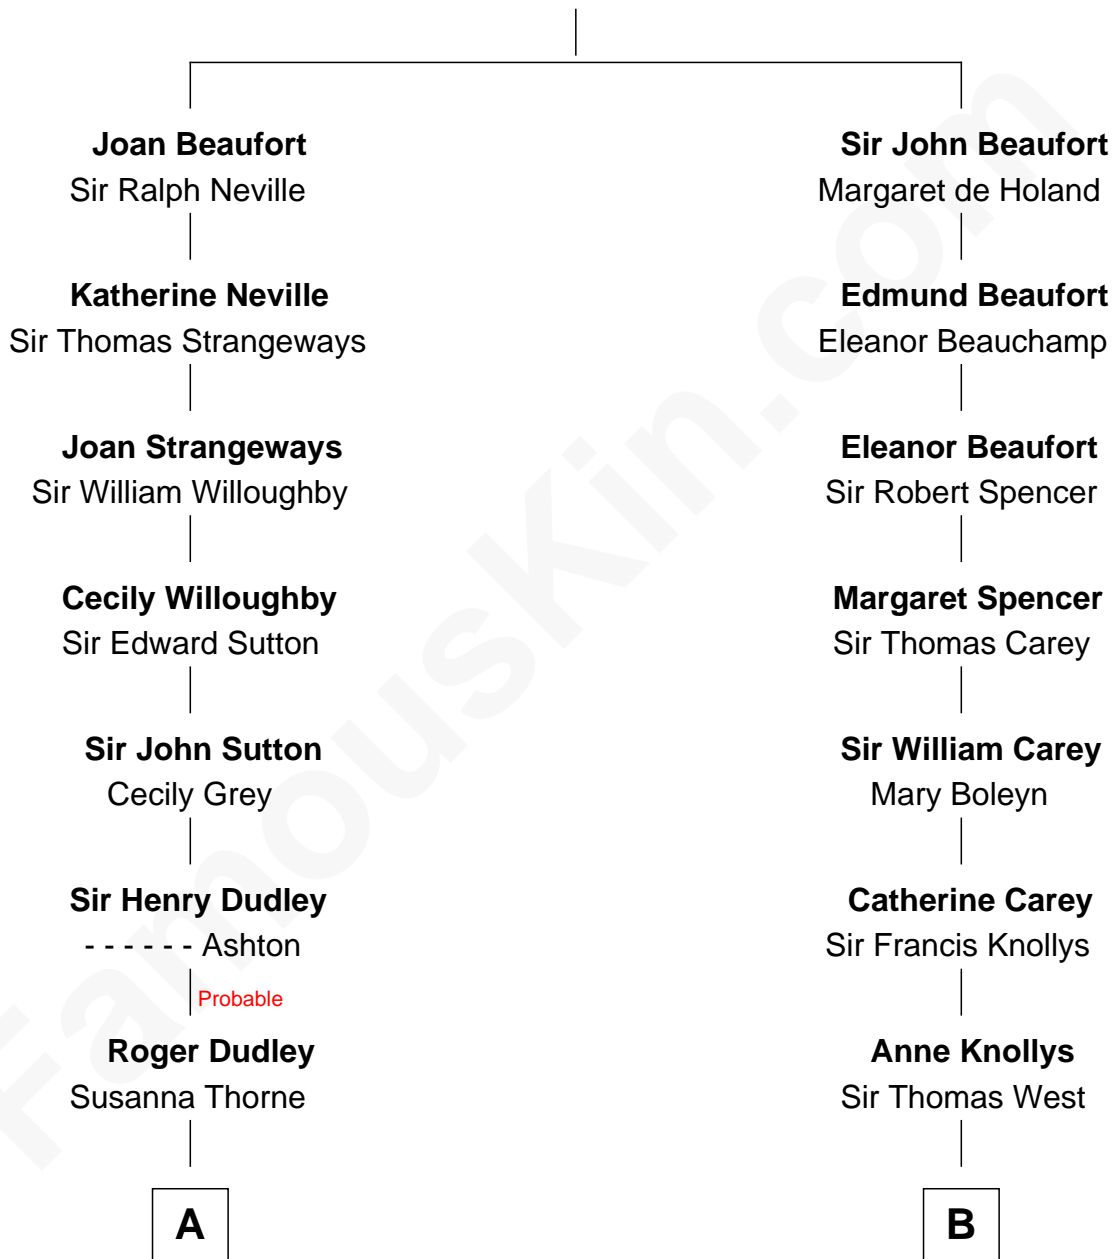 Joan Beaufort
Sir Ralph Neville
Katherine Neville
Sir Thomas Strangeways
Joan Strangeways
Sir William Willoughby
Cecily Willoughby
Sir Edward Sutton
Sir John Sutton
Cecily Grey
Sir Henry Dudley
- - - - - - Ashton
Probable
Roger Dudley
Susanna Thorne
A
Sir John Beaufort
Margaret de Holand
Edmund Beaufort
Eleanor Beauchamp
Eleanor Beaufort
Sir Robert Spencer
Margaret Spencer
Sir Thomas Carey
Sir William Carey
Mary Boleyn
Catherine Carey
Sir Francis Knollys
Anne Knollys
Sir Thomas West
B
FamousKin.com